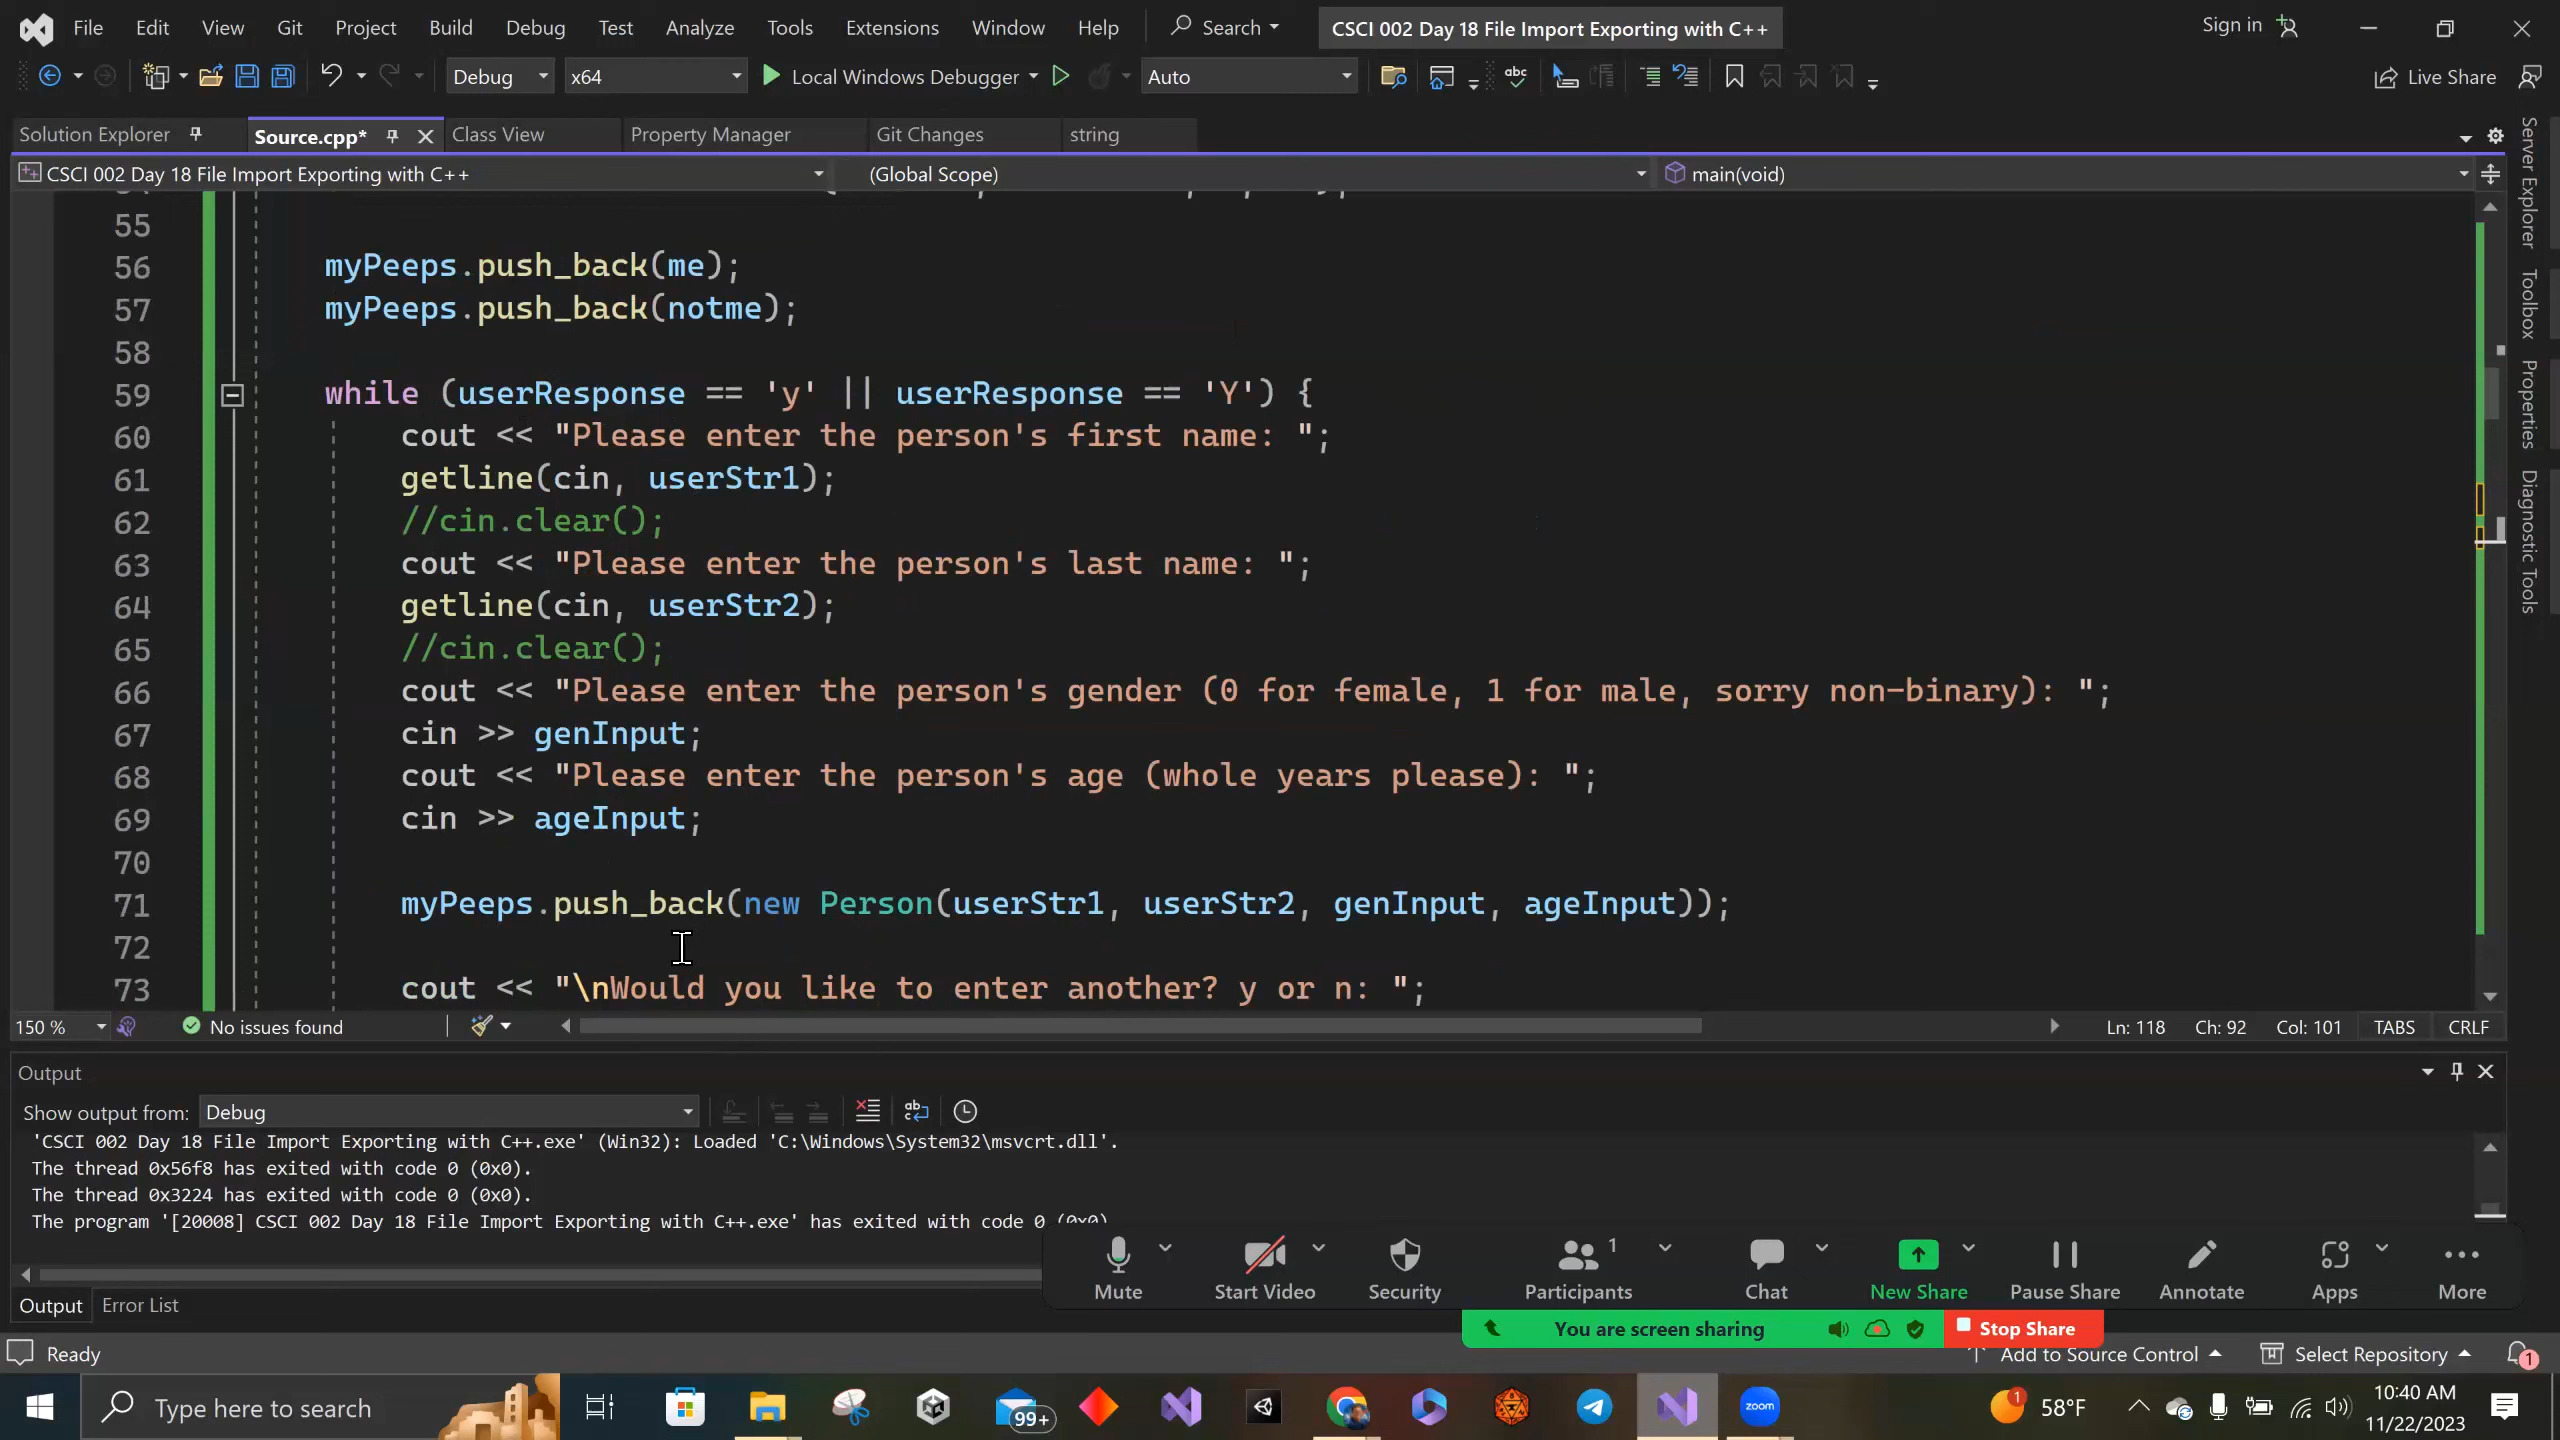 File Edit View Git Project Build Debug Test Analyze Tools Extensions Window Help Search CSCI 002 Day 18 File Import Exporting with C++ Sign in
Debug x64 Local Windows Debugger Auto Live Share
Solution Explorer Source.cpp* Class View Property Manager Git Changes string
CSCI 002 Day 18 File Import Exporting with C++ (Global Scope) main(void)
55
56 myPeeps.push_back(me);
57 myPeeps.push_back(notme);
58
59 while (userResponse == 'y' || userResponse == 'Y') {
60 cout << "Please enter the person's first name: ";
61 getline(cin, userStr1);
62 //cin.clear();
63 cout << "Please enter the person's last name: ";
64 getline(cin, userStr2);
65 //cin.clear();
66 cout << "Please enter the person's gender (0 for female, 1 for male, sorry non-binary): ";
67 cin >> genInput;
68 cout << "Please enter the person's age (whole years please): ";
69 cin >> ageInput;
70
71 myPeeps.push_back(new Person(userStr1, userStr2, genInput, ageInput));
72
73 cout << "\nWould you like to enter another? y or n: ";
Server Explorer
Toolbox
Properties
Diagnostic Tools
150 % No issues found Ln: 118 Ch: 92 Col: 101 TABS CRLF
Output
Show output from: Debug
'CSCI 002 Day 18 File Import Exporting with C++.exe' (Win32): Loaded 'C:\Windows\System32\msvcrt.dll'.
The thread 0x56f8 has exited with code 0 (0x0).
The thread 0x3224 has exited with code 0 (0x0).
The program '[20008] CSCI 002 Day 18 File Import Exporting with C++.exe' has exited with code 0 (0x0)
1
Mute Start Video Security Participants Chat New Share Pause Share Annotate Apps More
Output Error List
You are screen sharing Stop Share
Ready Add to Source Control Select Repository 1
Type here to search 99+ zoom 1 58°F 10:40 AM
11/22/2023